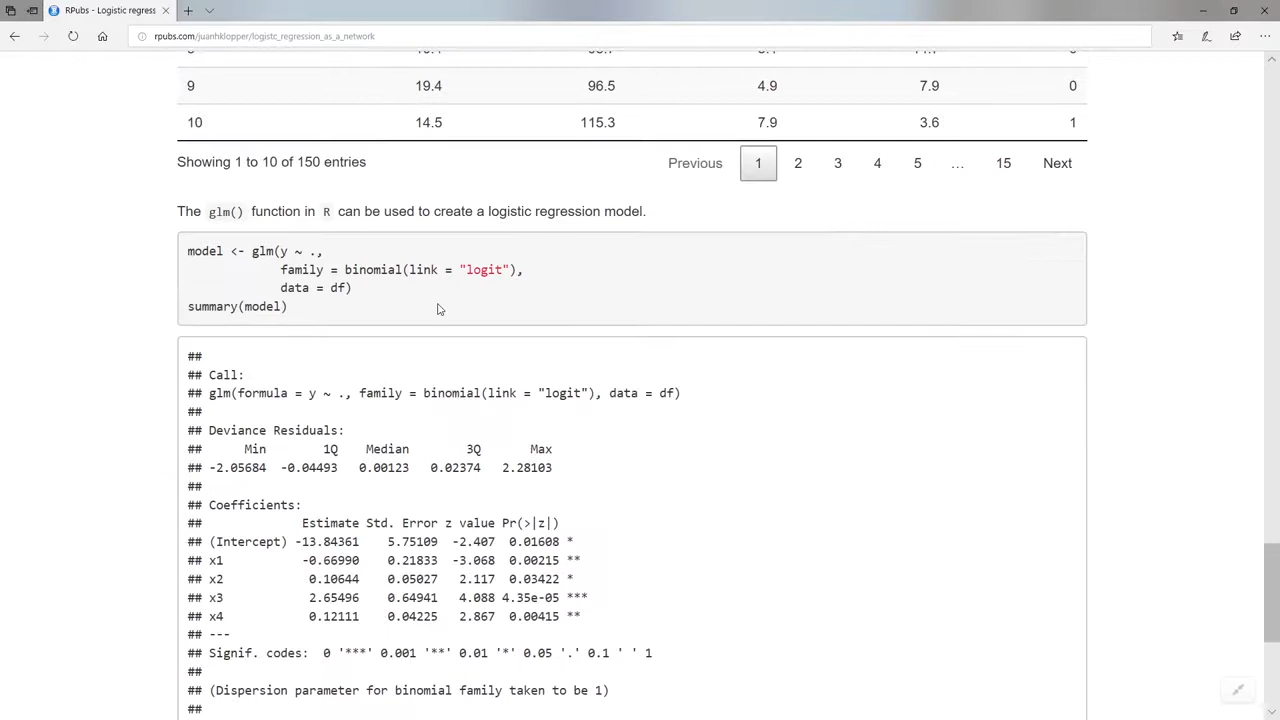 RPubs - Logistic regress
rpubs.com/juanhklopper/logistc_regression_as_a_network
9 19.4 96.5 4.9 7.9 0
10 14.5 115.3 7.9 3.6 1
Showing 1 to 10 of 150 entries Previous 1 2 3 4 5 … 15 Next
The glm() function in R can be used to create a logistic regression model.
model <- glm(y ~ .,
family = binomial(link = "logit"),
data = df)
summary(model)
##
## Call:
## glm(formula = y ~ ., family = binomial(link = "logit"), data = df)
##
## Deviance Residuals:
## Min 1Q Median 3Q Max
## -2.05684 -0.04493 0.00123 0.02374 2.28103
##
## Coefficients:
## Estimate Std. Error z value Pr(>|z|)
## (Intercept) -13.84361 5.75109 -2.407 0.01608 *
## x1 -0.66990 0.21833 -3.068 0.00215 **
## x2 0.10644 0.05027 2.117 0.03422 *
## x3 2.65496 0.64941 4.088 4.35e-05 ***
## x4 0.12111 0.04225 2.867 0.00415 **
## ---
## Signif. codes: 0 '***' 0.001 '**' 0.01 '*' 0.05 '.' 0.1 ' ' 1
##
## (Dispersion parameter for binomial family taken to be 1)
##